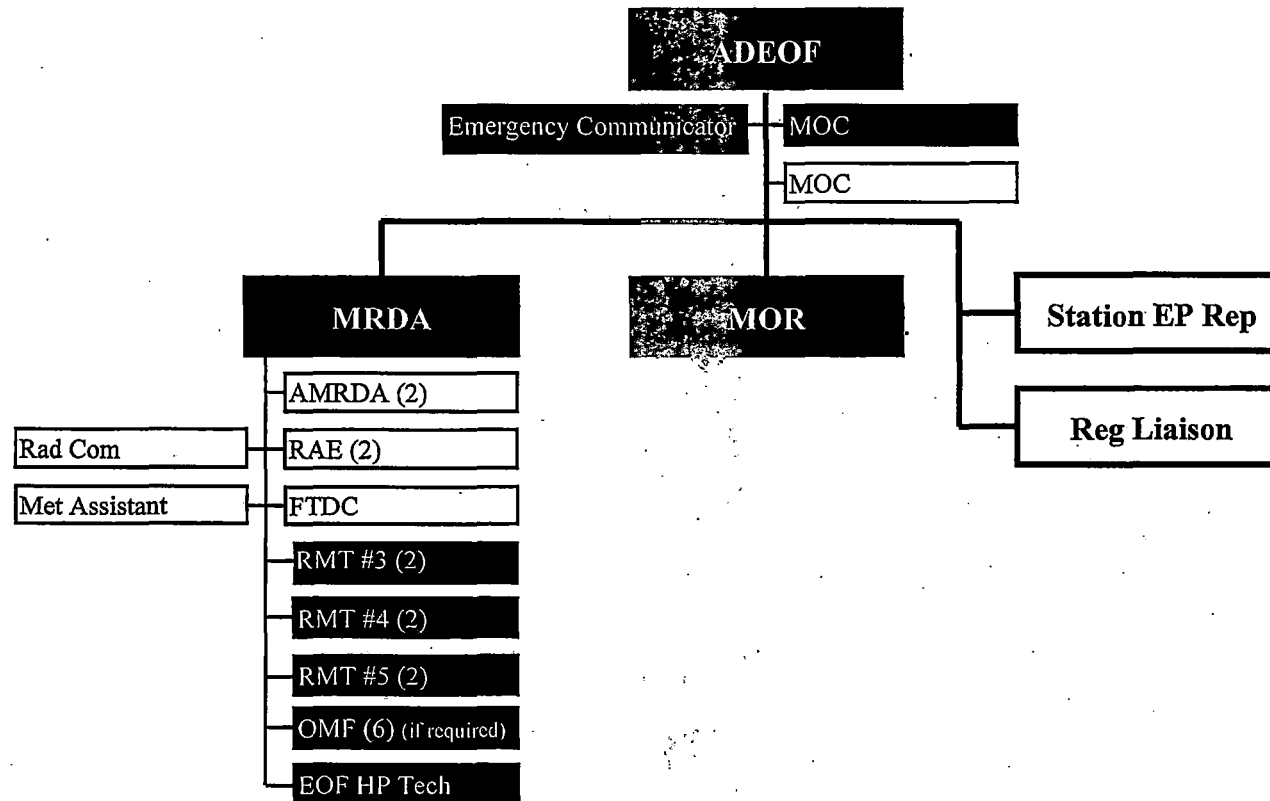 ADEOF
Emergency Communicator
MOC
MOC
MRDA
MOR
Station EP Rep
Reg Liaison
AMRDA (2)
Rad Com
RAE (2)
Met Assistant
FTDC
RMT #3 (2)
RMT #4 (2)
RMT #5 (2)
OMF (6) (if required)
EOF HP Tech